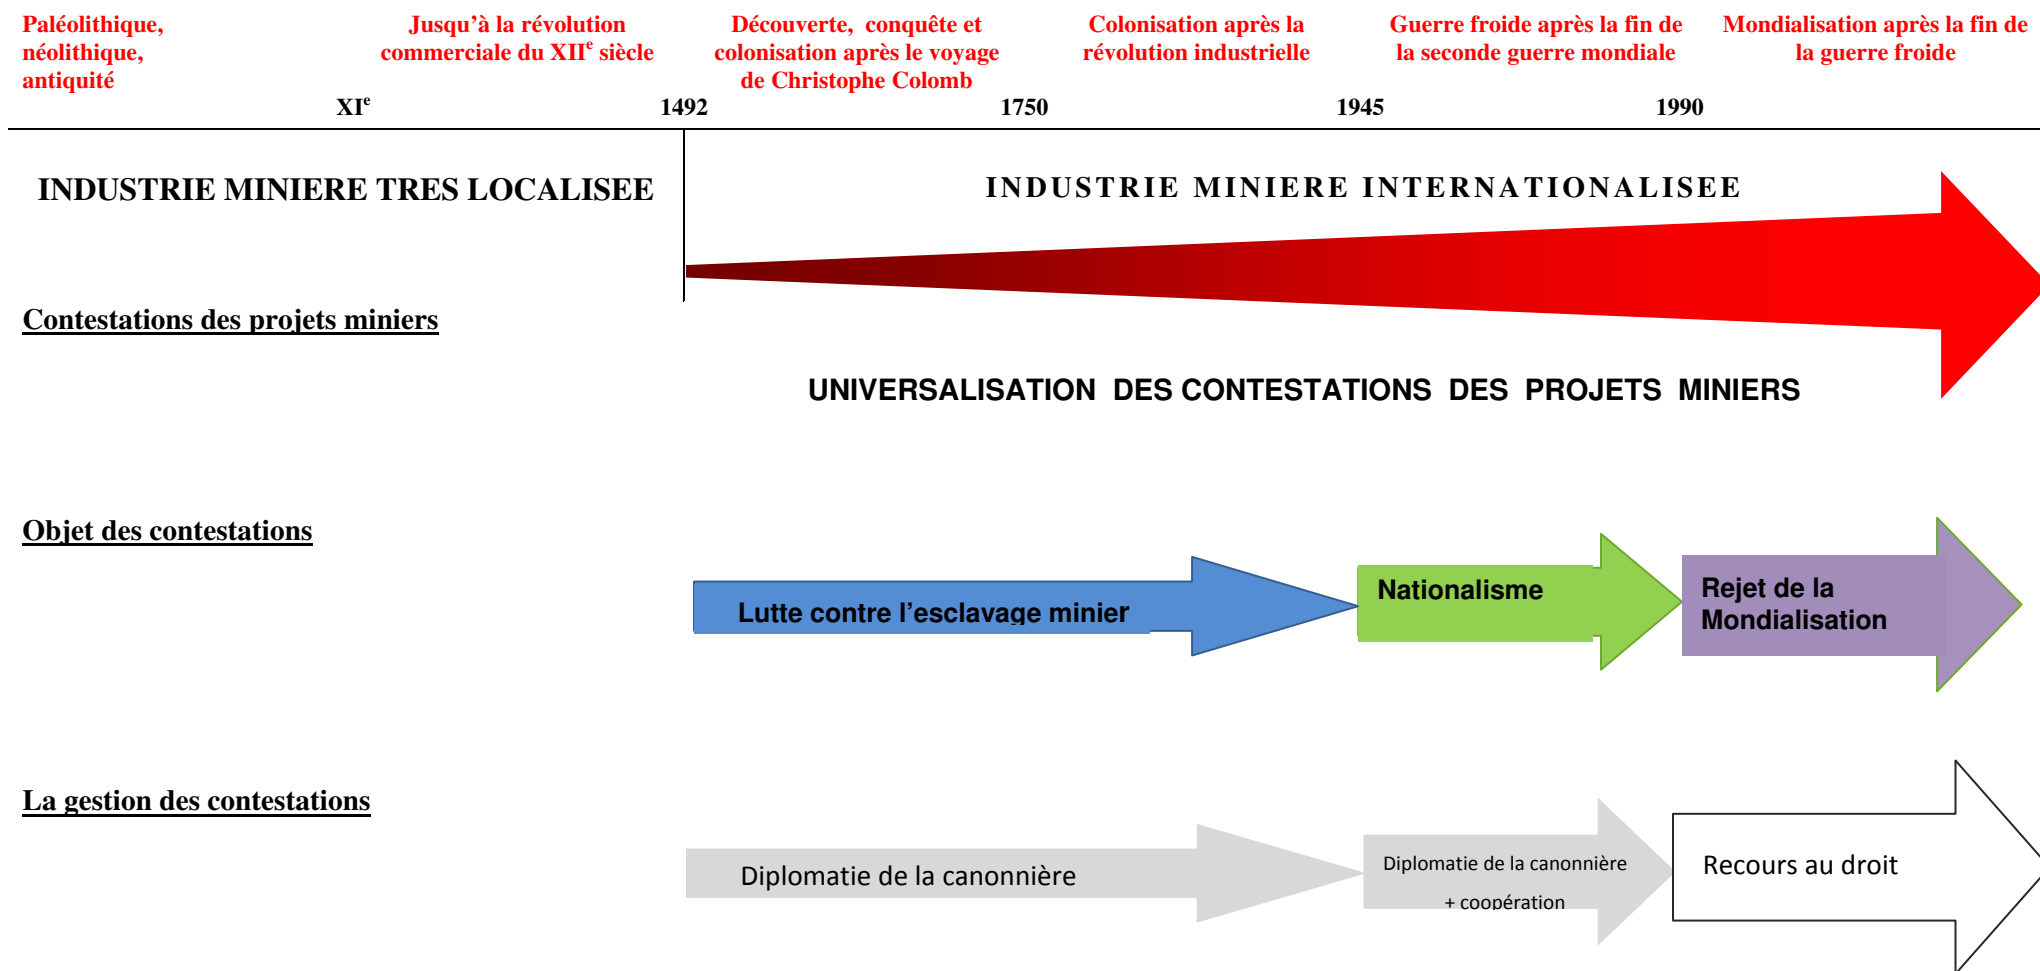 Paléolithique,
néolithique,
antiquité
Jusqu'à la révolution
commerciale du XIIe siècle
Découverte, conquête et
colonisation après le voyage
de Christophe Colomb
Colonisation après la
révolution industrielle
Guerre froide après la fin de
la seconde guerre mondiale
Mondialisation après la fin de
la guerre froide
XIe
1492
1750
1945
1990
INDUSTRIE MINIERE TRES LOCALISEE
INDUSTRIE MINIERE INTERNATIONALISEE
Contestations des projets miniers
UNIVERSALISATION DES CONTESTATIONS DES PROJETS MINIERS
Objet des contestations
Lutte contre l'esclavage minier
Nationalisme
Rejet de la
Mondialisation
La gestion des contestations
Diplomatie de la canonnière
Diplomatie de la canonnière
+ coopération
Recours au droit